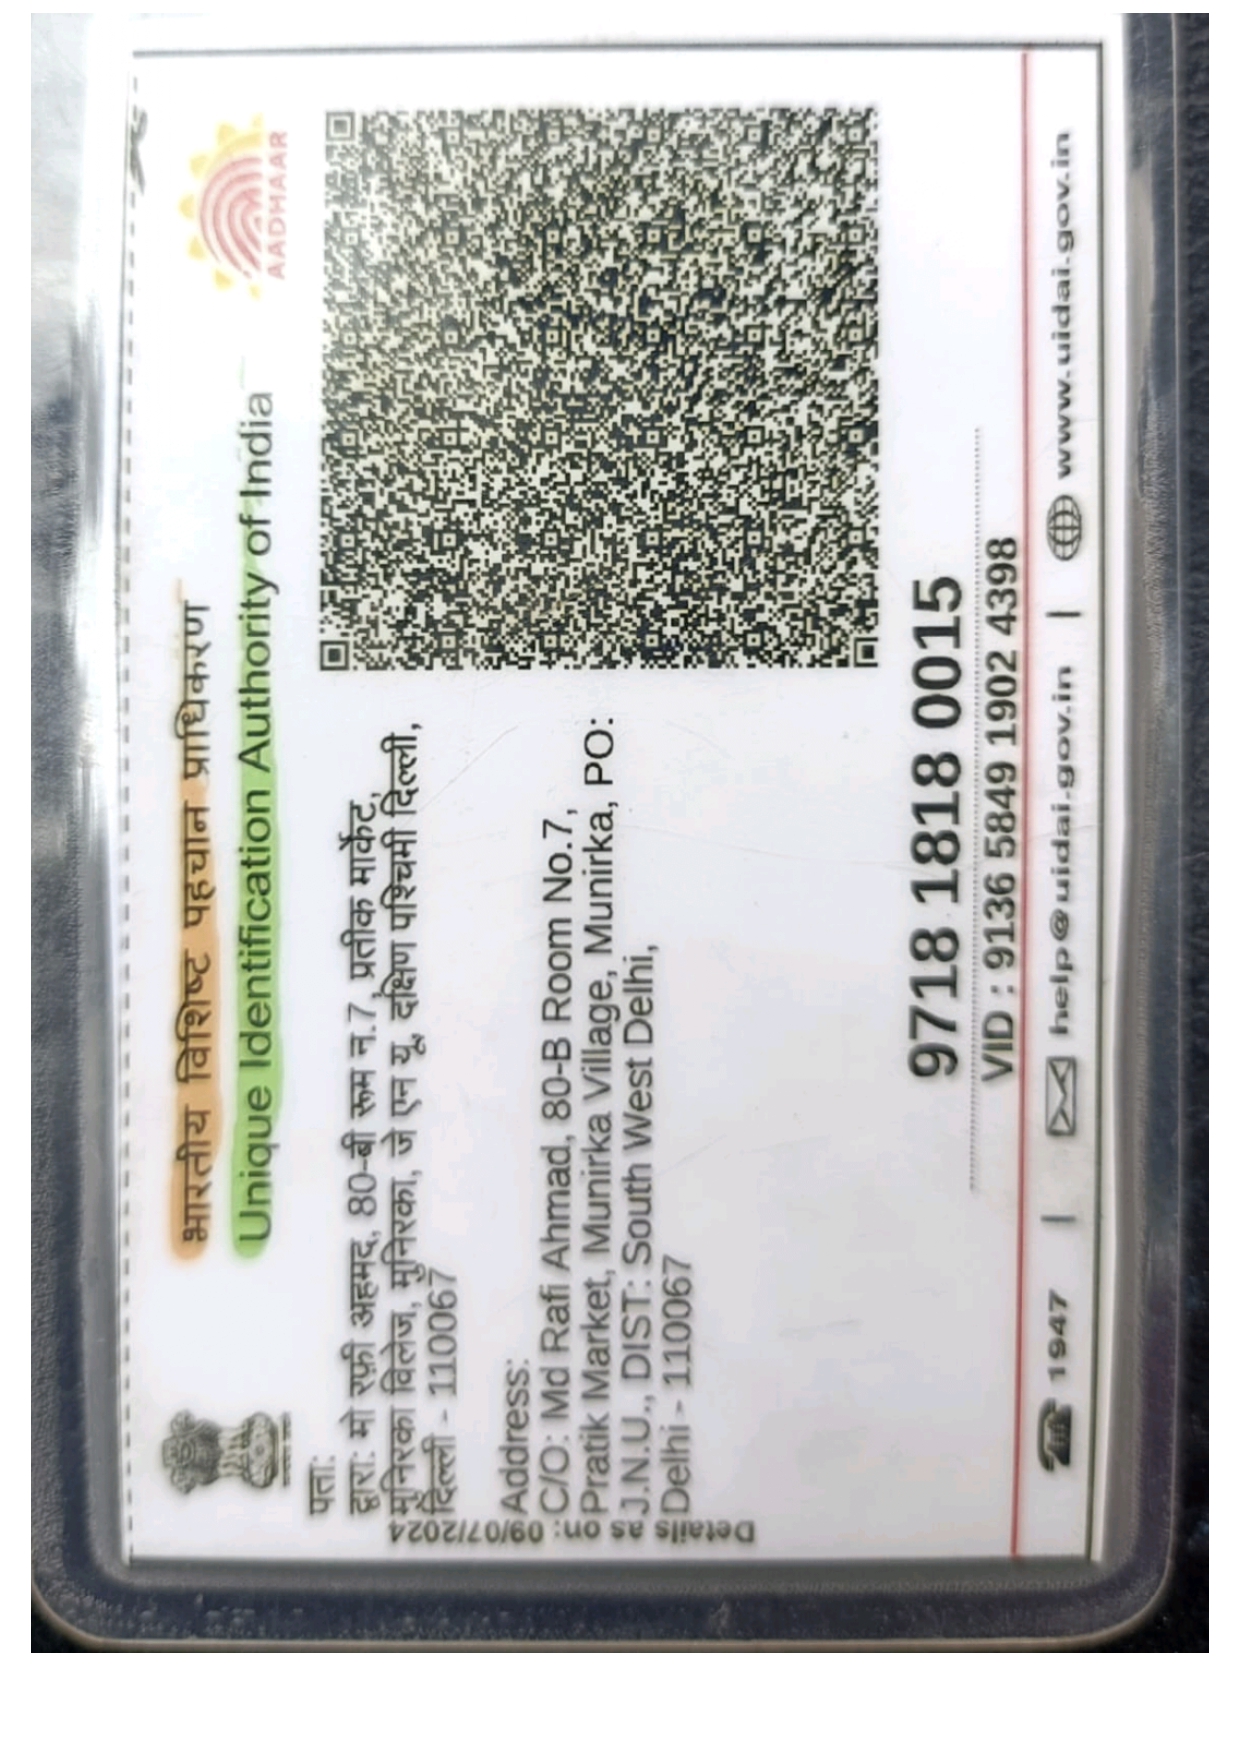 भारतीय विशिष्ट पहचान प्राधिकरण
Unique Identification Authority of India
AADHAAR
पता:
द्वारा: मो रफ़ी अहमद, 80-बी रूम न.7, प्रतीक मार्केट,
मुनिरका विलेज, मुनिरका, जे एन यू, दक्षिण पश्चिमी दिल्ली,
दिल्ली - 110067
Address:
C/O: Md Rafi Ahmad, 80-B Room No.7,
Pratik Market, Munirka Village, Munirka, PO:
J.N.U., DIST: South West Delhi,
Delhi - 110067
Details as on: 09/07/2024
9718 1818 0015
VID : 9136 5849 1902 4398
1947 | help@uidai.gov.in | www.uidai.gov.in